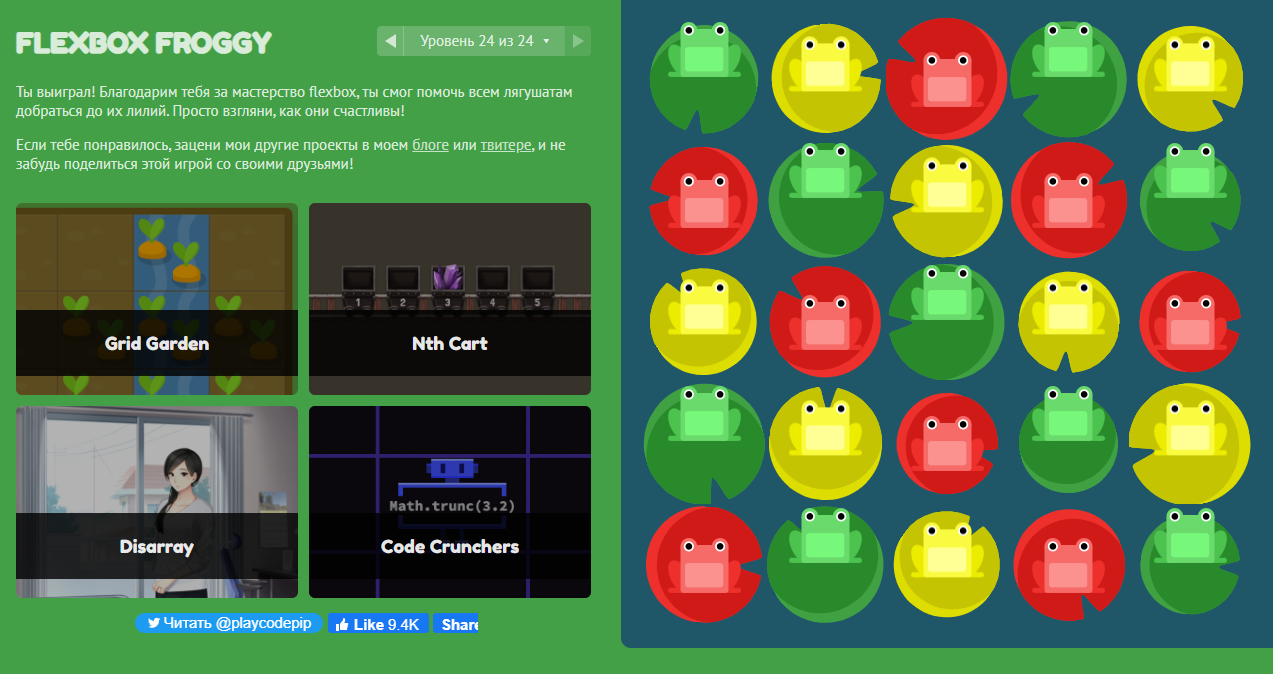 FLEXBOX FROGGY
Уровень 24 из 24
Ты выиграл! Благодарим тебя за мастерство flexbox, ты смог помочь всем лягушатам
добраться до их лилий. Просто взгляни, как они счастливы!
Если тебе понравилось, зацени мои другие проекты в моем блоге или твитере, и не
забудь поделиться этой игрой со своими друзьями!
1 2 3 4 5
Grid Garden
Nth Cart
Math.trunc(3.2)
Disarray
Code Crunchers
Читать @playcodepip
Like 9.4K
Share